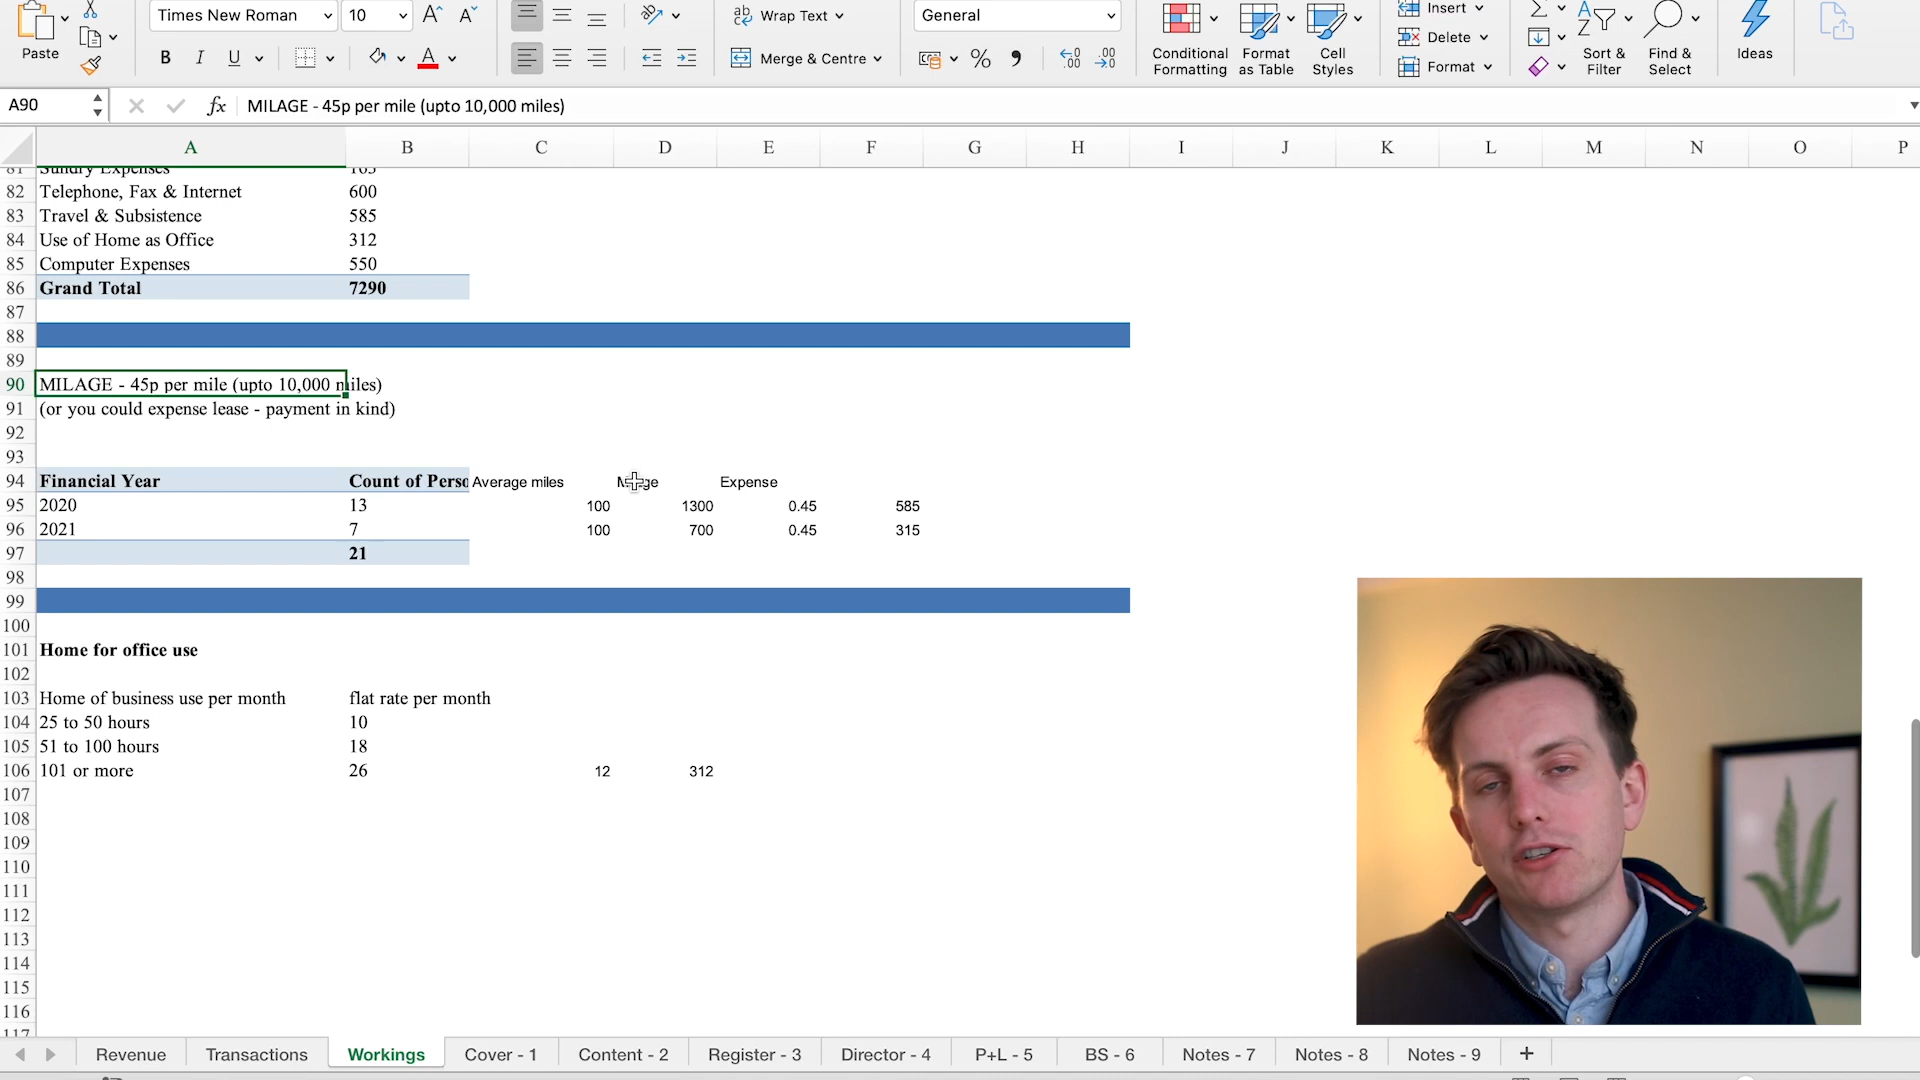 Paste
Times New Roman
10
A^
Aˇ
ab
Wrap Text
General
B
I
U
A
Merge & Centre
%
Conditional Formatting
Format as Table
Cell Styles
Insert
Delete
Format
Sort & Filter
Find & Select
Ideas
A90
fx
MILAGE - 45p per mile (upto 10,000 miles)
A B C D E F G H I J K L M N O P
81 Sundry Expenses
82 Telephone, Fax & Internet 600
83 Travel & Subsistence 585
84 Use of Home as Office 312
85 Computer Expenses 550
86 Grand Total 7290
87
88
89
90 MILAGE - 45p per mile (upto 10,000 miles)
91 (or you could expense lease - payment in kind)
92
93
94 Financial Year Count of Perso Average miles Expense
95 2020 13 100 1300 0.45 585
96 2021 7 100 700 0.45 315
97 21
98
99
100
101 Home for office use
102
103 Home of business use per month flat rate per month
104 25 to 50 hours 10
105 51 to 100 hours 18
106 101 or more 26 12 312
107
108
109
110
111
112
113
114
115
116
117
Revenue Transactions Workings Cover - 1 Content - 2 Register - 3 Director - 4 P+L - 5 BS - 6 Notes - 7 Notes - 8 Notes - 9 +